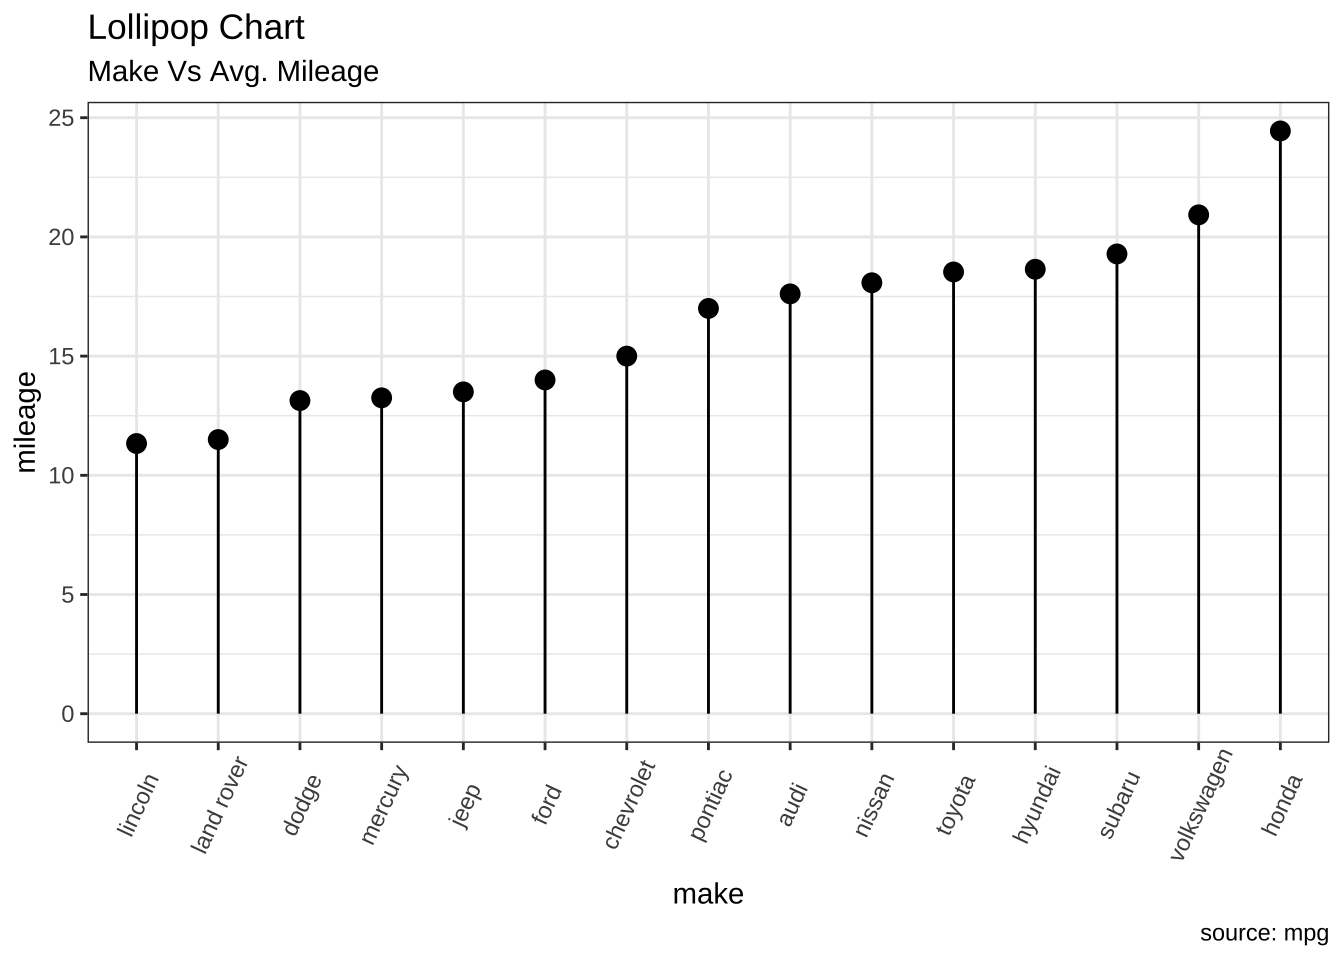 Lollipop Chart
Make Vs Avg. Mileage
25
20
15
10
5
0
mileage
lincoln
land rover
dodge
mercury
jeep
ford
chevrolet
pontiac
audi
nissan
toyota
hyundai
subaru
volkswagen
honda
make
source: mpg